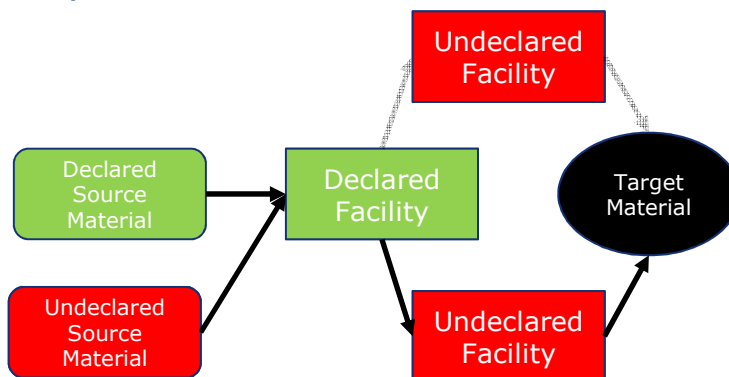 Undeclared
Facility
Declared
Source
Material
Declared
Facility
Target
Material
Undeclared
Source
Material
Undeclared
Facility